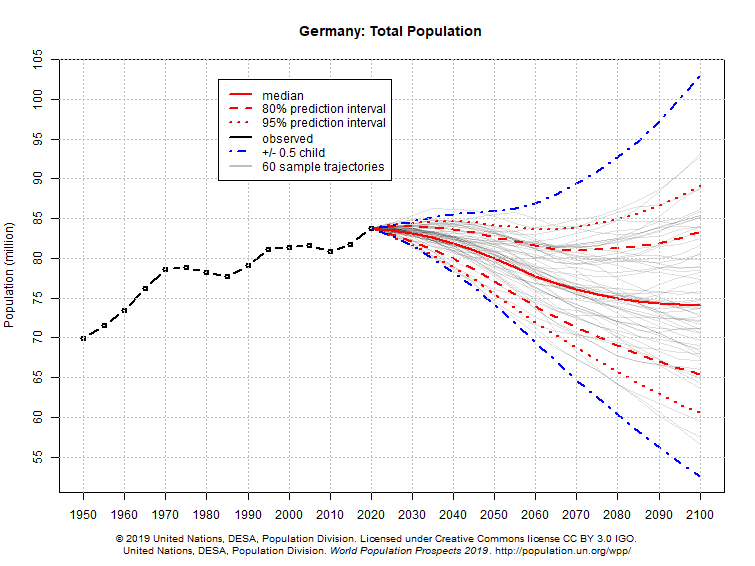 Germany: Total Population
Population (million)
105
100
95
90
85
80
75
70
65
60
55
median
80% prediction interval
95% prediction interval
observed
+/- 0.5 child
60 sample trajectories
1950 1960 1970 1980 1990 2000 2010 2020 2030 2040 2050 2060 2070 2080 2090 2100
© 2019 United Nations, DESA, Population Division. Licensed under Creative Commons license CC BY 3.0 IGO.
United Nations, DESA, Population Division. World Population Prospects 2019. http://population.un.org/wpp/